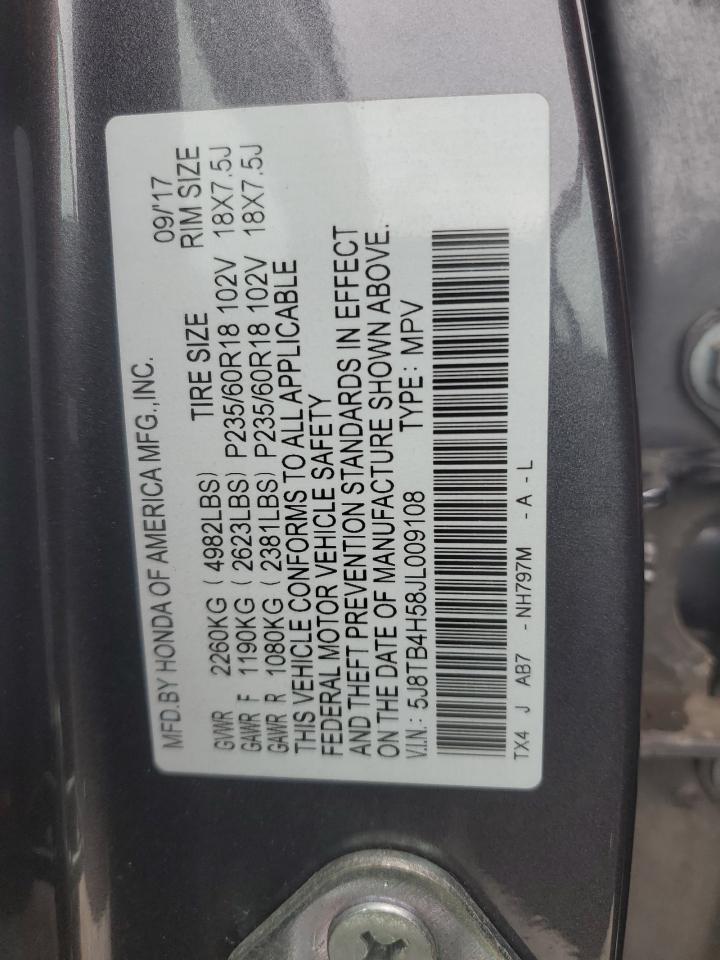 MFD.BY HONDA OF AMERICA MFG.,INC. 09/'17
GVWR 2260KG ( 4982LBS) TIRE SIZE RIM SIZE
GAWR F 1190KG ( 2623LBS) P235/60R18 102V 18X7.5J
GAWR R 1080KG ( 2381LBS) P235/60R18 102V 18X7.5J
THIS VEHICLE CONFORMS TO ALL APPLICABLE
FEDERAL MOTOR VEHICLE SAFETY
AND THEFT PREVENTION STANDARDS IN EFFECT
ON THE DATE OF MANUFACTURE SHOWN ABOVE.
V.I.N.: 5J8TB4H58JL009108 TYPE: MPV
TX4 J AB7 - NH797M - A - L